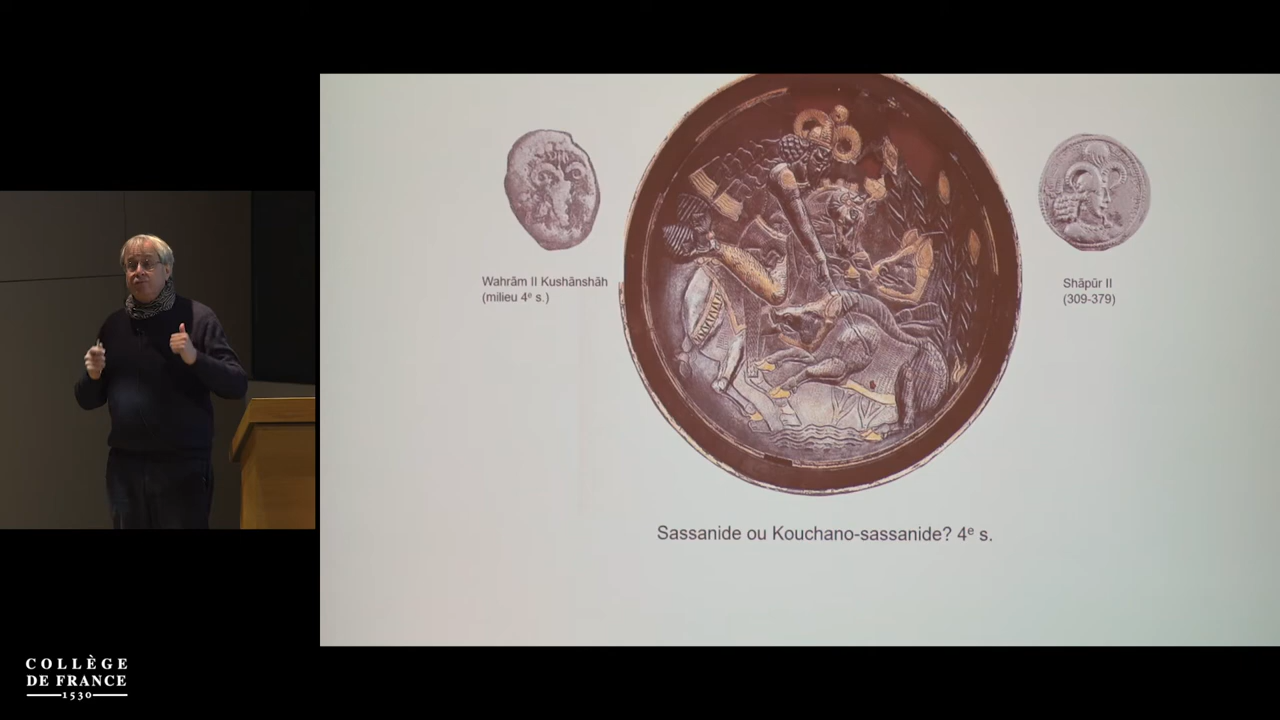 Wahrām II Kushānshāh
(milieu 4e s.)
Shāpūr II
(309-379)
Sassanide ou Kouchano-sassanide? 4e s.
COLLÈGE
DE FRANCE
1530